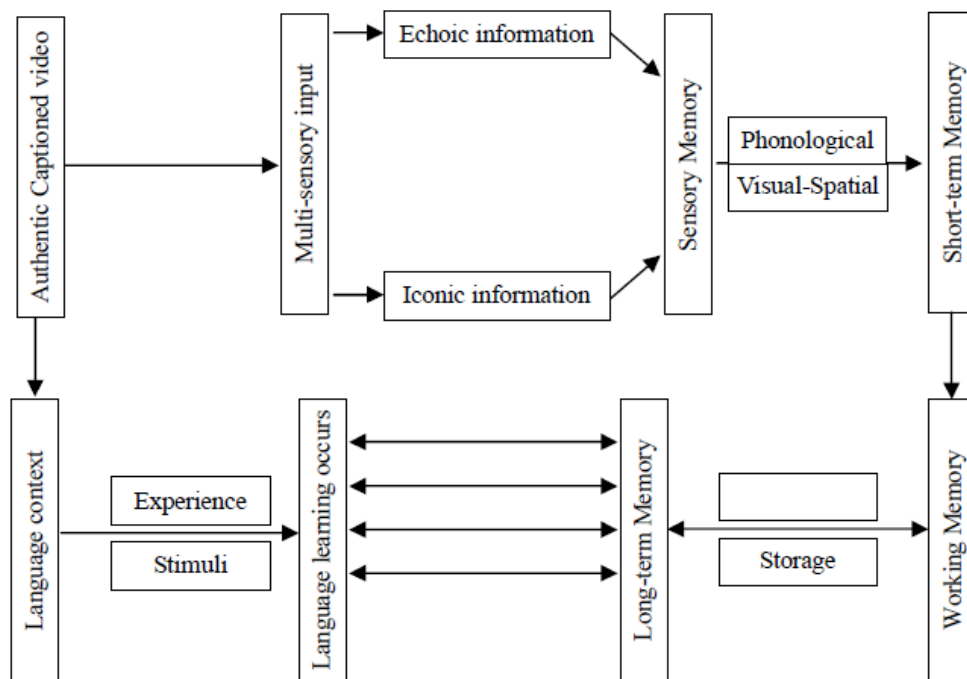 Authentic Captioned video
Multi-sensory input
Echoic information
Iconic information
Sensory Memory
Phonological
Visual-Spatial
Short-term Memory
Language context
Experience
Stimuli
Language learning occurs
Long-term Memory
Storage
Working Memory